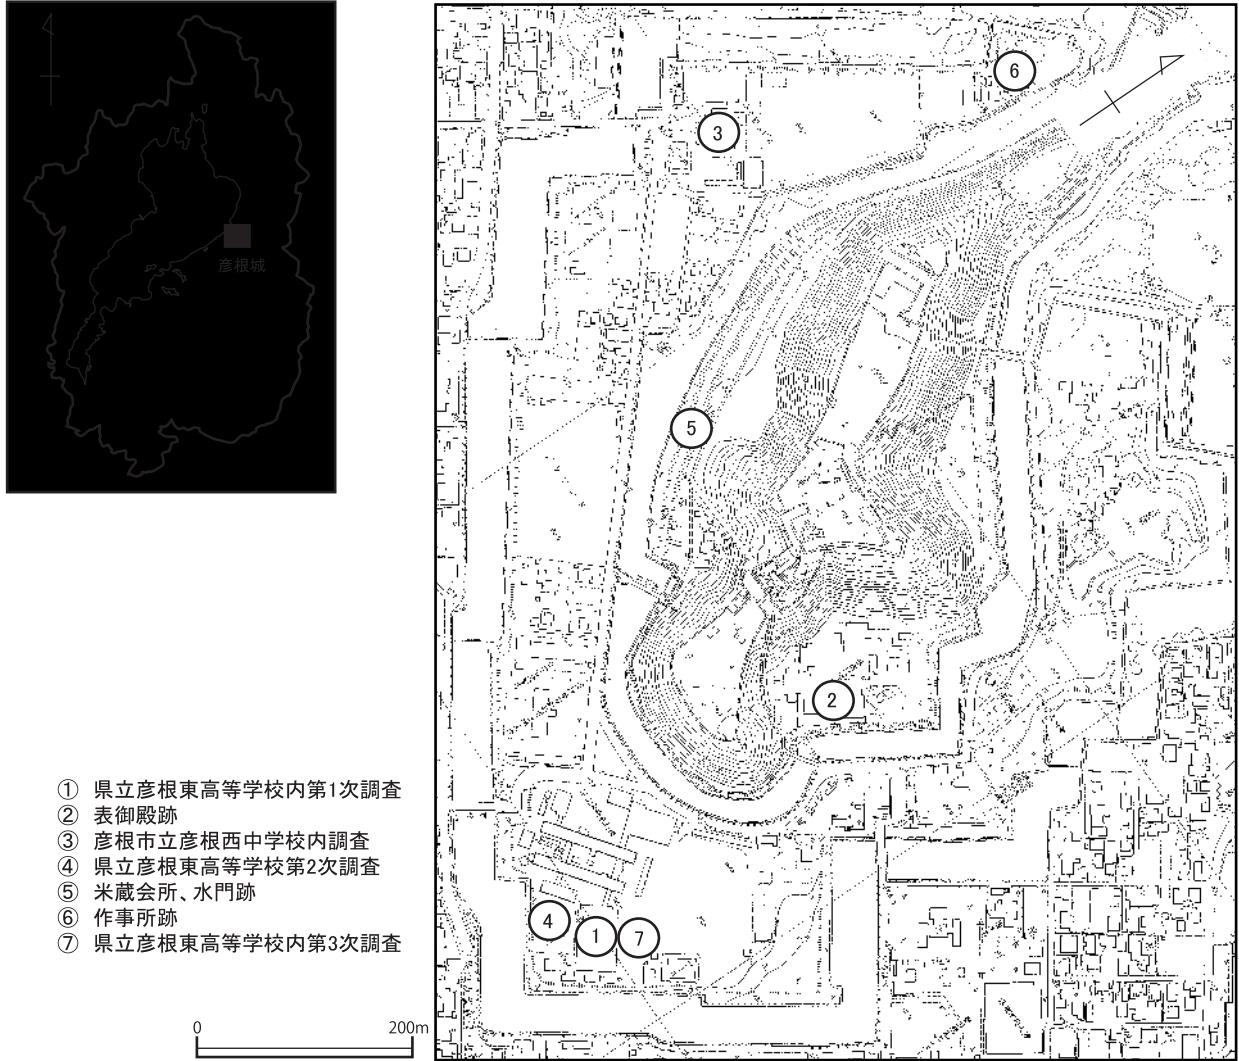 彦根城
⑥
③
⑤
②
④
①
⑦
① 県立彦根東高等学校内第1次調査
② 表御殿跡
③ 彦根市立彦根西中学校内調査
④ 県立彦根東高等学校第2次調査
⑤ 米蔵会所、水門跡
⑥ 作事所跡
⑦ 県立彦根東高等学校内第3次調査
0 200m